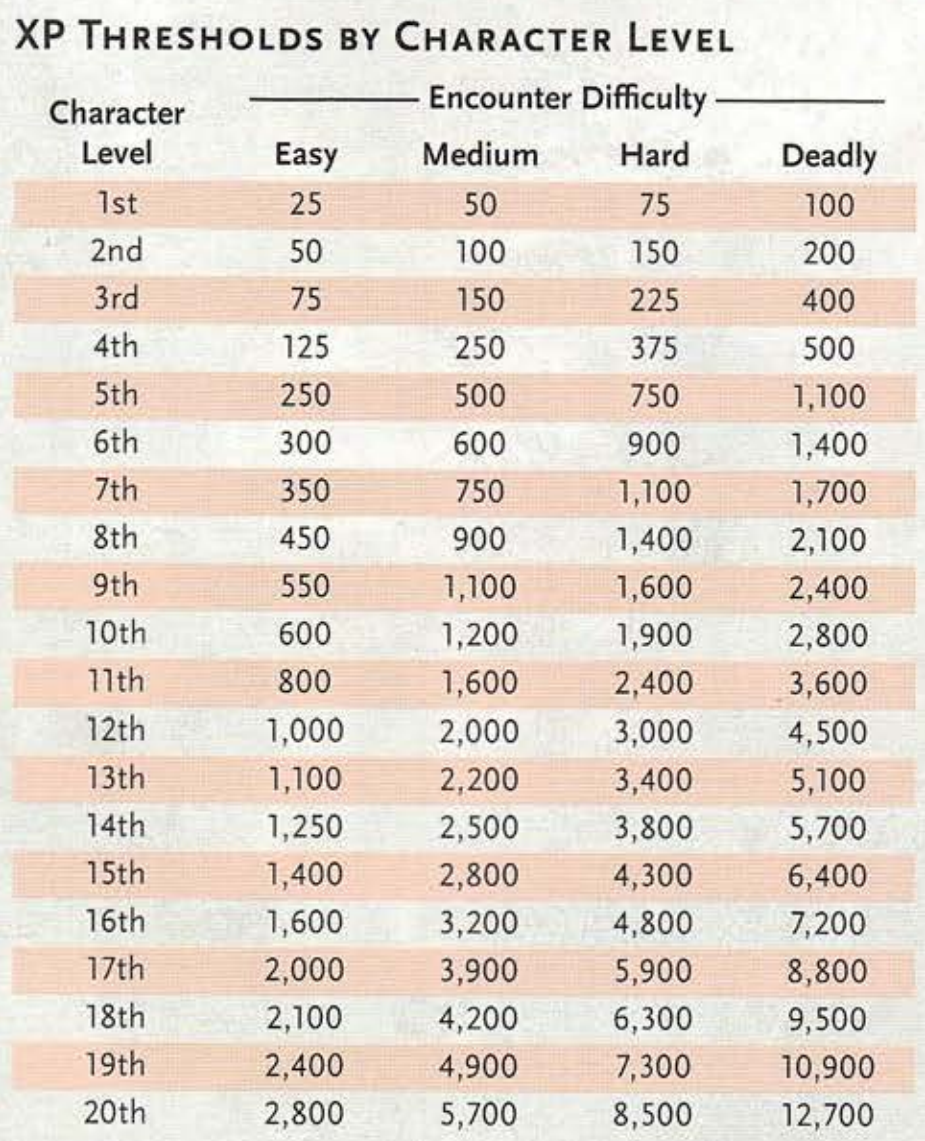 XP THRESHOLDS BY CHARACTER LEVEL
Encounter Difficulty
Character
Level Easy Medium Hard Deadly
1st 25 50 75 100
2nd 50 100 150 200
3rd 75 150 225 400
4th 125 250 375 500
5th 250 500 750 1,100
6th 300 600 900 1,400
7th 350 750 1,100 1,700
8th 450 900 1,400 2,100
9th 550 1,100 1,600 2,400
10th 600 1,200 1,900 2,800
11th 800 1,600 2,400 3,600
12th 1,000 2,000 3,000 4,500
13th 1,100 2,200 3,400 5,100
14th 1,250 2,500 3,800 5,700
15th 1,400 2,800 4,300 6,400
16th 1,600 3,200 4,800 7,200
17th 2,000 3,900 5,900 8,800
18th 2,100 4,200 6,300 9,500
19th 2,400 4,900 7,300 10,900
20th 2,800 5,700 8,500 12,700